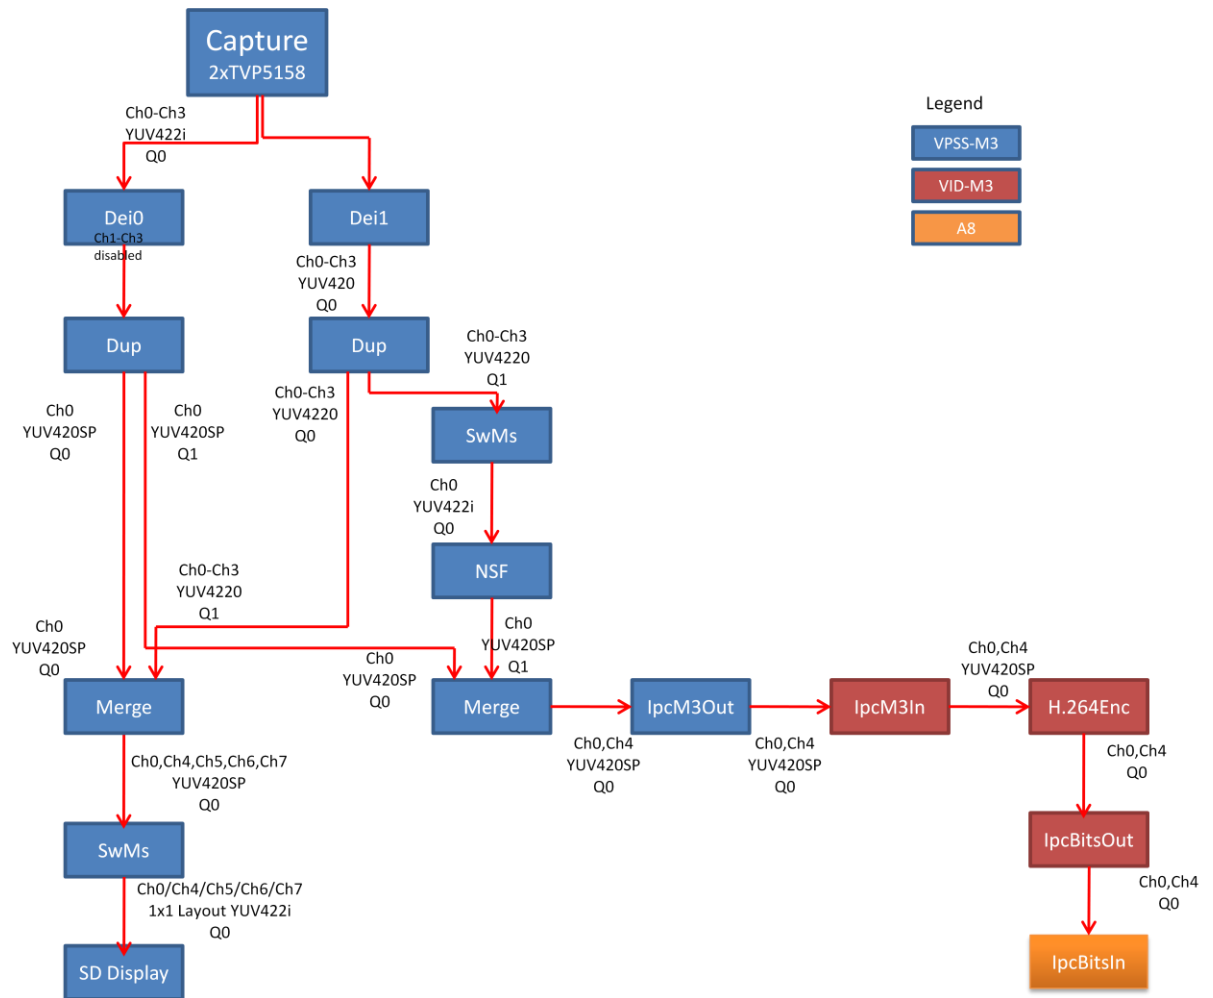 Capture
2xTVP5158
Legend
VPSS-M3
VID-M3
A8
Ch0-Ch3
YUV422i
Q0
Dei0
Ch1-Ch3
disabled
Dei1
Ch0-Ch3
YUV420
Q0
Dup
Dup
Ch0-Ch3
YUV4220
Q1
Ch0
YUV420SP
Q0
Ch0
YUV420SP
Q1
Ch0-Ch3
YUV4220
Q0
SwMs
Ch0
YUV422i
Q0
NSF
Ch0-Ch3
YUV4220
Q1
Ch0
YUV420SP
Q0
Ch0
YUV420SP
Q0
Ch0
YUV420SP
Q1
Ch0,Ch4
YUV420SP
Q0
Merge
Merge
IpcM3Out
IpcM3In
H.264Enc
Ch0,Ch4,Ch5,Ch6,Ch7
YUV420SP
Q0
Ch0,Ch4
YUV420SP
Q0
Ch0,Ch4
YUV420SP
Q0
Ch0,Ch4
Q0
SwMs
IpcBitsOut
Ch0/Ch4/Ch5/Ch6/Ch7
1x1 Layout YUV422i
Q0
Ch0,Ch4
Q0
SD Display
IpcBitsIn